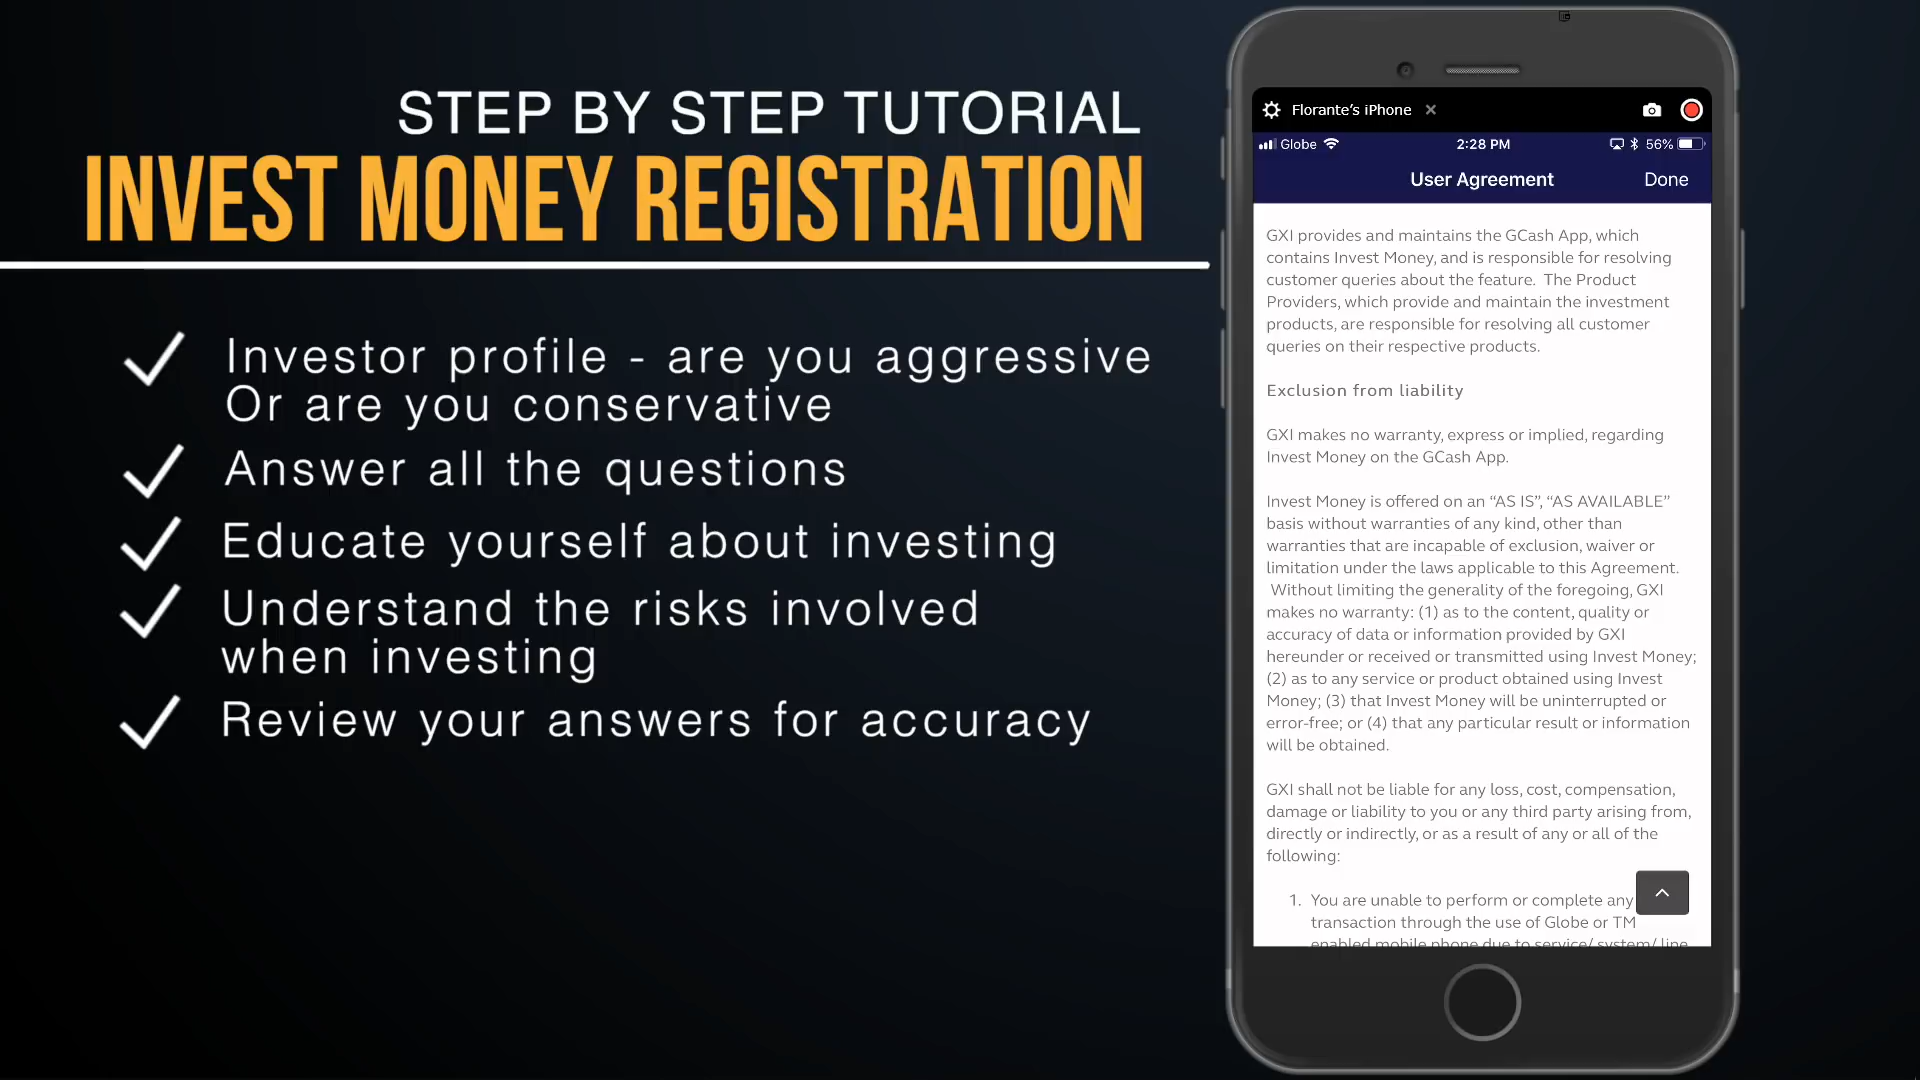 STEP BY STEP TUTORIAL
INVEST MONEY REGISTRATION
Investor profile - are you aggressive
Or are you conservative
Answer all the questions
Educate yourself about investing
Understand the risks involved
when investing
Review your answers for accuracy
Florante's iPhone
Globe 2:28 PM 56%
User Agreement Done
GXI provides and maintains the GCash App, which
contains Invest Money, and is responsible for resolving
customer queries about the feature.  The Product
Providers, which provide and maintain the investment
products, are responsible for resolving all customer
queries on their respective products.
Exclusion from liability
GXI makes no warranty, express or implied, regarding
Invest Money on the GCash App.
Invest Money is offered on an “AS IS”, “AS AVAILABLE”
basis without warranties of any kind, other than
warranties that are incapable of exclusion, waiver or
limitation under the laws applicable to this Agreement.
Without limiting the generality of the foregoing, GXI
makes no warranty: (1) as to the content, quality or
accuracy of data or information provided by GXI
hereunder or received or transmitted using Invest Money;
(2) as to any service or product obtained using Invest
Money; (3) that Invest Money will be uninterrupted or
error-free; or (4) that any particular result or information
will be obtained.
GXI shall not be liable for any loss, cost, compensation,
damage or liability to you or any third party arising from,
directly or indirectly, or as a result of any or all of the
following:
1. You are unable to perform or complete any
transaction through the use of Globe or TM
enabled mobile phone due to service/ system/ line